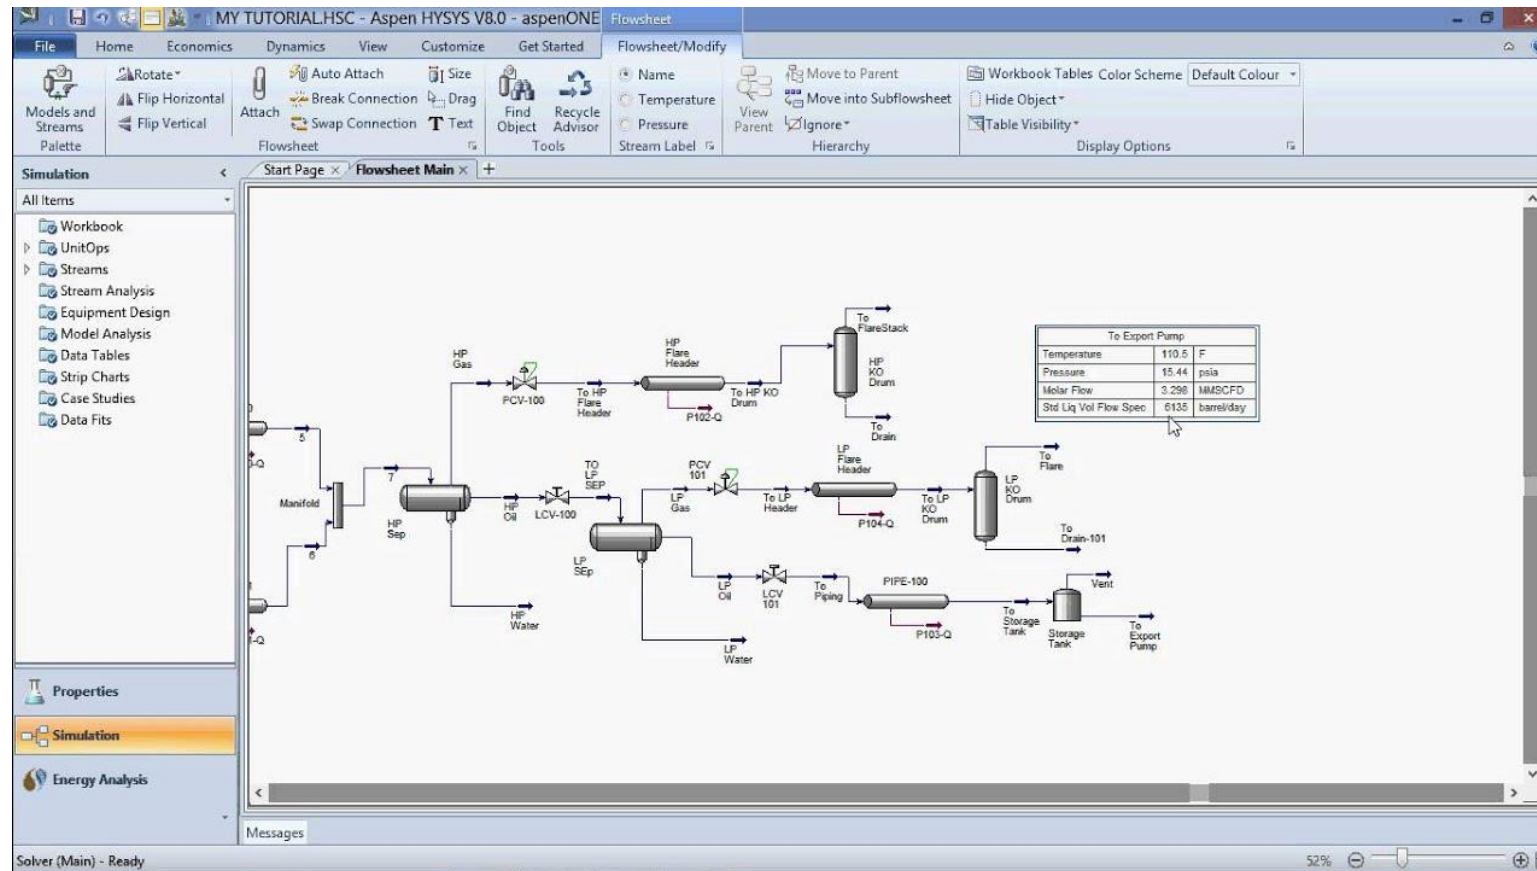 MY TUTORIAL.HSC - Aspen HYSYS V8.0 - aspenONE
Flowsheet
File
Home
Economics
Dynamics
View
Customize
Get Started
Flowsheet/Modify
Models and
Streams
Palette
Rotate
Flip Horizontal
Flip Vertical
Attach
Auto Attach
Break Connection
Swap Connection
Size
Drag
Text
Flowsheet
Find
Object
Recycle
Advisor
Tools
Name
Temperature
Pressure
Stream Label
View
Parent
Move to Parent
Move into Subflowsheet
Ignore
Hierarchy
Workbook Tables
Color Scheme
Default Colour
Hide Object
Table Visibility
Display Options
Simulation
All Items
Workbook
UnitOps
Streams
Stream Analysis
Equipment Design
Model Analysis
Data Tables
Strip Charts
Case Studies
Data Fits
Properties
Simulation
Energy Analysis
Start Page
Flowsheet Main
To
FlareStack
HP
Gas
PCV-100
To HP
Flare
Header
HP
Flare
Header
P102-Q
To HP KO
Drum
HP
KO
Drum
To
Drain
To Export Pump
Temperature 110.5 F
Pressure 15.44 psia
Molar Flow 3.298 MMSCFD
Std Liq Vol Flow Spec 6135 barrel/day
5
-Q
Manifold
6
1-Q
7
HP
Sep
HP
Oil
LCV-100
TO
LP
SEP
HP
Water
LP
SEp
LP
Gas
PCV
101
To LP
Header
LP
Flare
Header
P104-Q
To LP
KO
Drum
LP
KO
Drum
To
Flare
To
Drain-101
LP
Oil
LCV
101
To
Piping
PIPE-100
P103-Q
To
Storage
Tank
Storage
Tank
Vent
To
Export
Pump
LP
Water
Messages
Solver (Main) - Ready
52%